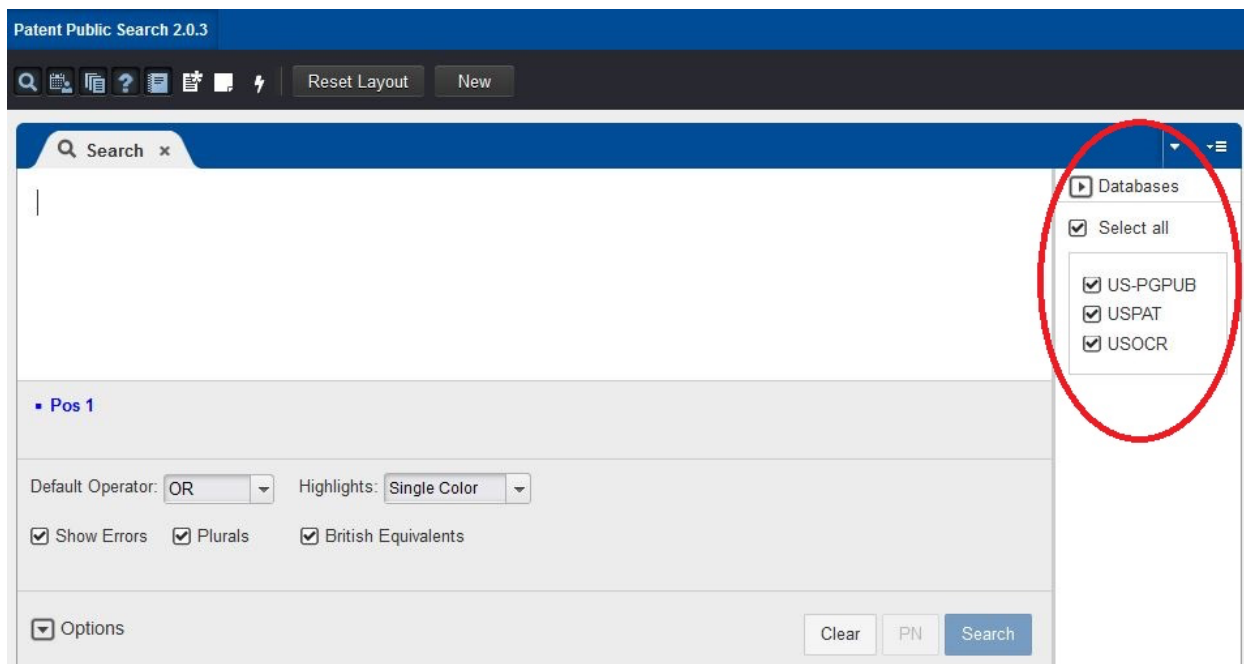 Patent Public Search 2.0.3
Reset Layout New
Search
Databases
Select all
US-PGPUB
USPAT
USOCR
Pos 1
Default Operator: OR Highlights: Single Color
Show Errors Plurals British Equivalents
Options Clear PN Search